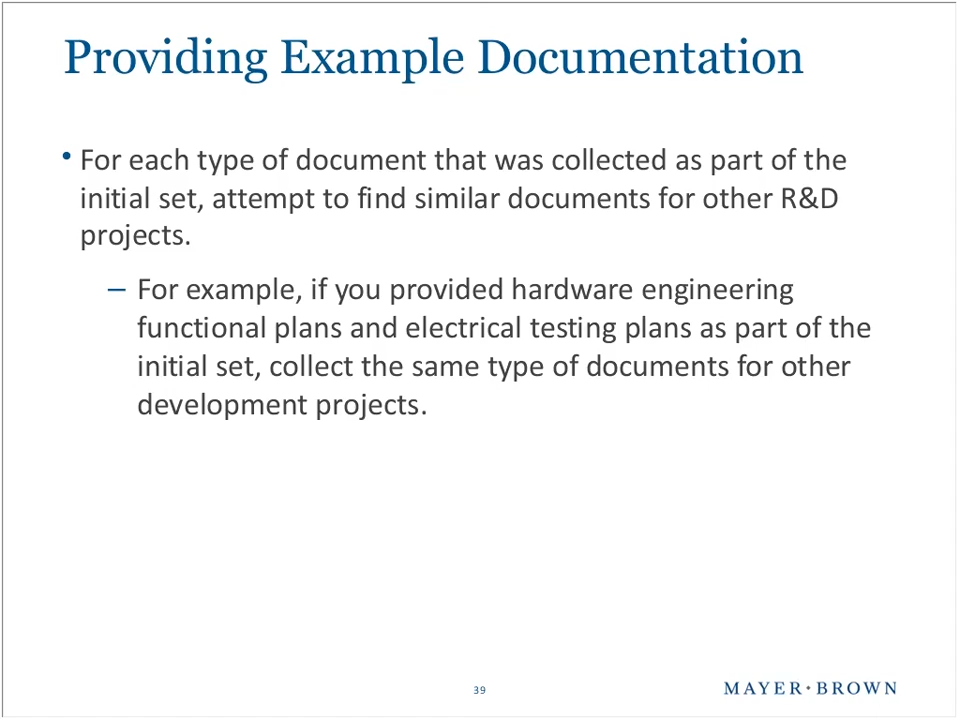 Providing Example Documentation
• For each type of document that was collected as part of the
initial set, attempt to find similar documents for other R&D
projects.
– For example, if you provided hardware engineering
functional plans and electrical testing plans as part of the
initial set, collect the same type of documents for other
development projects.
39
MAYER•BROWN